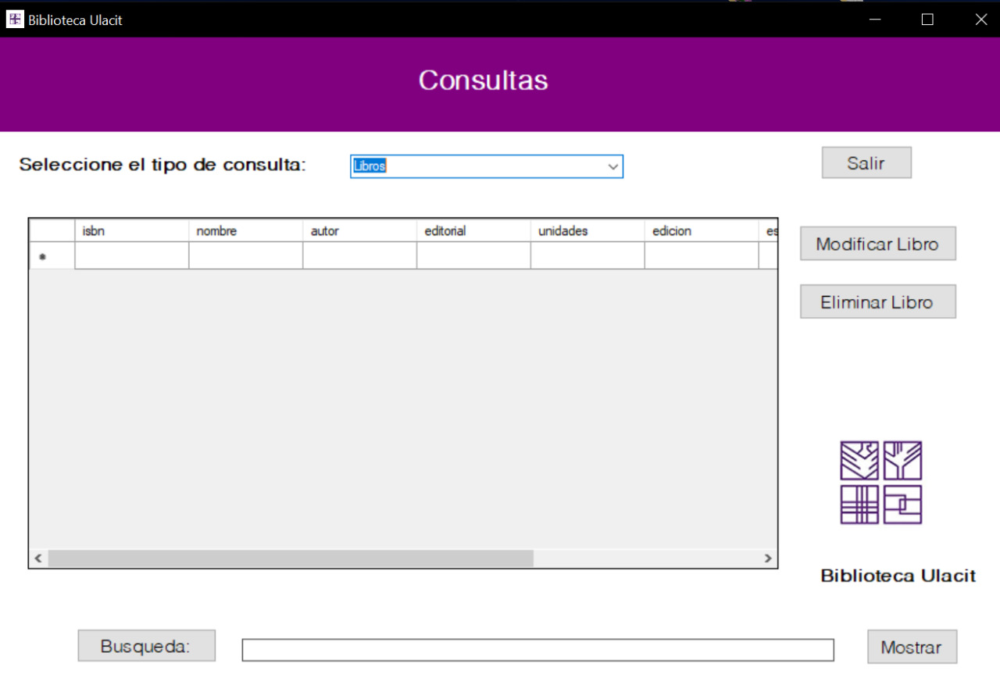 Biblioteca Ulacit
Consultas
Seleccione el tipo de consulta: Libros Salir
isbn nombre autor editorial unidades edicion es
Modificar Libro
Eliminar Libro
Biblioteca Ulacit
Busqueda: Mostrar